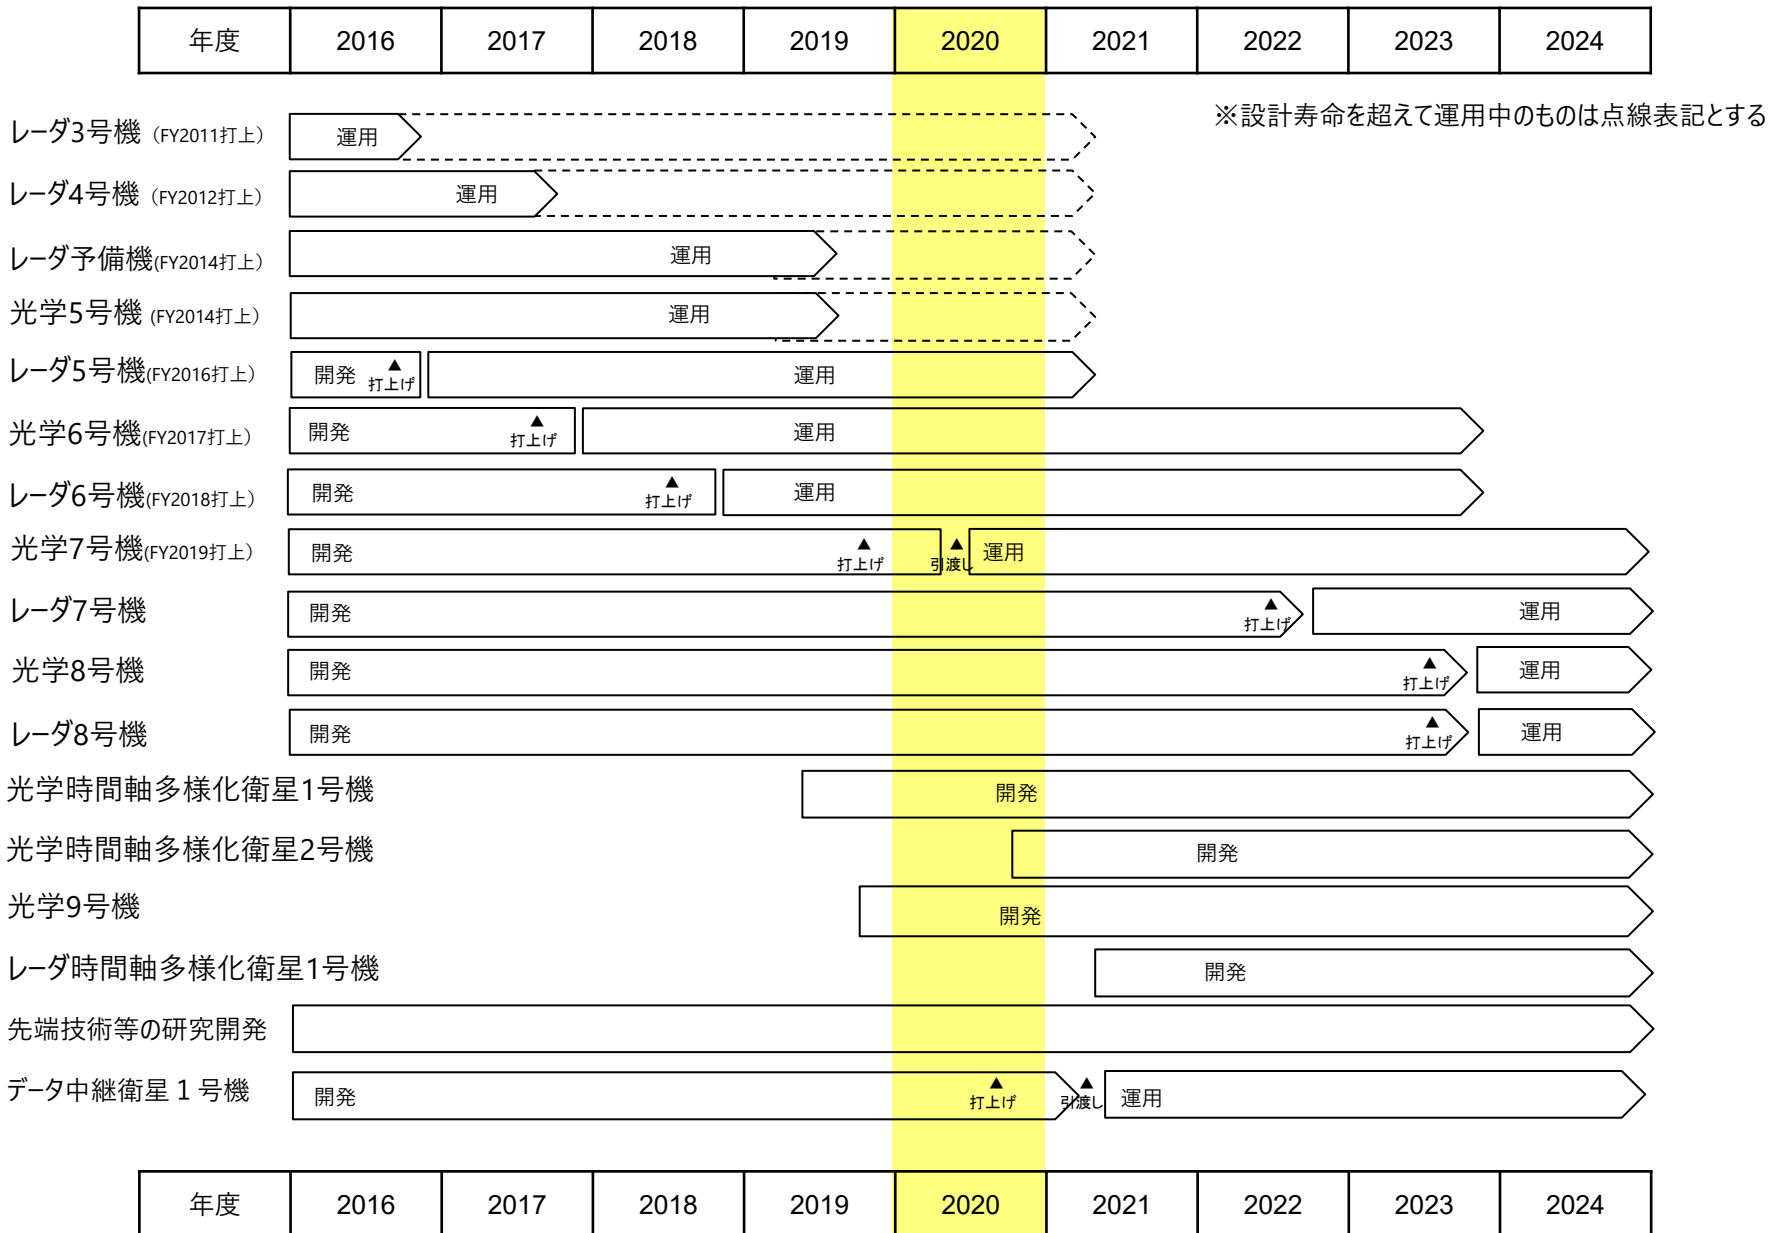 年度 2016 2017 2018 2019 2020 2021 2022 2023 2024
※設計寿命を超えて運用中のものは点線表記とする
レーダ3号機 （FY2011打上） 運用
レーダ4号機 （FY2012打上） 運用
レーダ予備機(FY2014打上） 運用
光学5号機 (FY2014打上） 運用
レーダ5号機(FY2016打上） 開発 ▲ 打上げ 運用
光学6号機(FY2017打上） 開発 ▲ 打上げ 運用
レーダ6号機(FY2018打上） 開発 ▲ 打上げ 運用
光学7号機(FY2019打上） 開発 ▲ 打上げ ▲ 引渡し 運用
レーダ7号機 開発 ▲ 打上げ 運用
光学8号機 開発 ▲ 打上げ 運用
レーダ8号機 開発 ▲ 打上げ 運用
光学時間軸多様化衛星1号機 開発
光学時間軸多様化衛星2号機 開発
光学9号機 開発
レーダ時間軸多様化衛星1号機 開発
先端技術等の研究開発
データ中継衛星１号機 開発 ▲ 打上げ ▲ 引渡し 運用
年度 2016 2017 2018 2019 2020 2021 2022 2023 2024